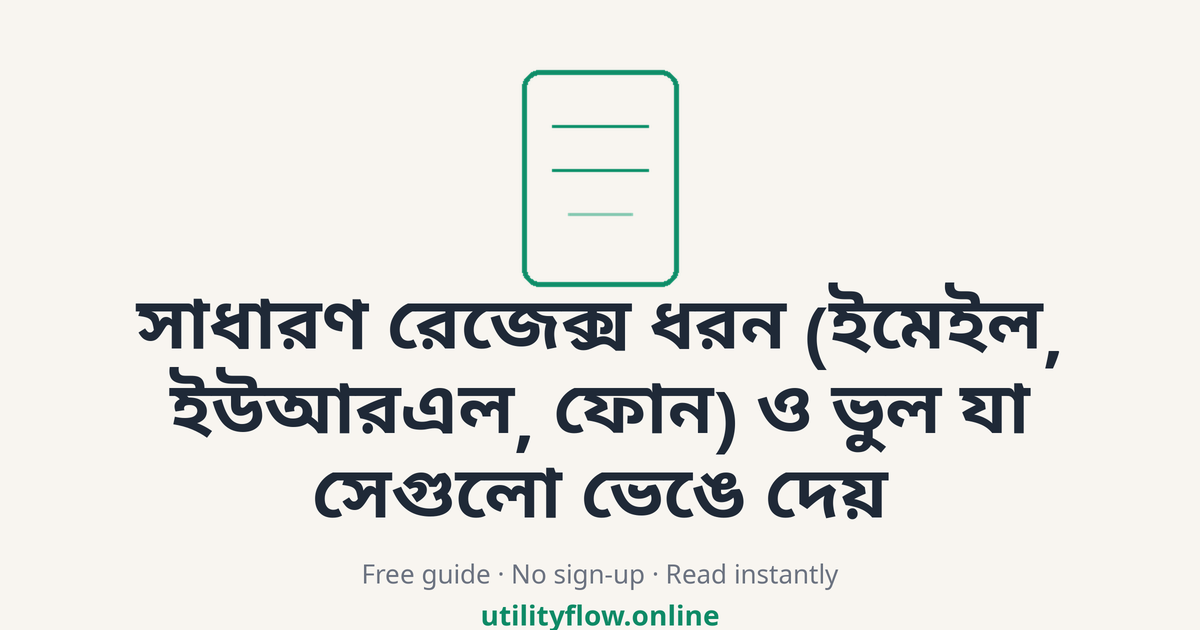 সাধারণ রেজেক্স ধরন (ইমেইল,
ইউআরএল, ফোন) ও ভুল যা
সেগুলো ভেঙে দেয়
Free guide · No sign-up · Read instantly
utilityflow.online